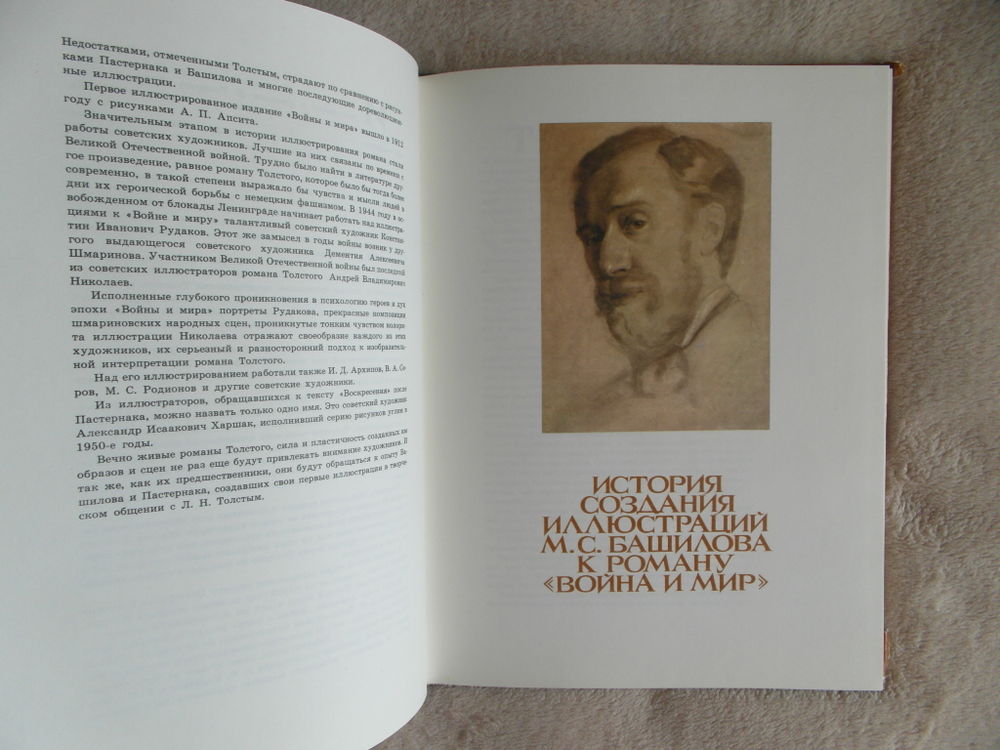 Недостатками, отмеченными Толстым, страдают по сравнению с рисун-
ками Пастернака и Башилова и многие последующие дореволюцион-
ные иллюстрации.
Первое иллюстрированное издание «Войны и мира» вышло в 1912
году с рисунками А. П. Апсита.
Значительным этапом в истории иллюстрирования романа стали
работы советских художников. Лучшие из них связаны по времени с
Великой Отечественной войной. Трудно было найти в литературе дру-
гое произведение, равное роману Толстого, которое было бы тогда более
современно, в такой степени выражало бы чувства и мысли людей в
дни их героической борьбы с немецким фашизмом. В 1944 году в ос-
вобожденном от блокады Ленинграде начинает работать над иллюстра-
циями к «Войне и миру» талантливый советский художник Констан-
тин Иванович Рудаков. Этот же замысел в годы войны возник у дру-
гого выдающегося советского художника Дементия Алексеевича
Шмаринова. Участником Великой Отечественной войны был последний
из советских иллюстраторов романа Толстого Андрей Владимирович
Николаев.
Исполненные глубокого проникновения в психологию героев и дух
эпохи «Войны и мира» портреты Рудакова, прекрасные композиции
шмариновских народных сцен, проникнутые тонким чувством колори-
та иллюстрации Николаева отражают своеобразие каждого из этих
художников, их серьезный и разносторонний подход к изобразитель-
ной интерпретации романа Толстого.
Над его иллюстрированием работали также И. Д. Архипов, В. А. Се-
ров, М. С. Родионов и другие советские художники.
Из иллюстраторов, обращавшихся к тексту «Воскресения» после
Пастернака, можно назвать только одно имя. Это советский художник
Александр Исаакович Харшак, исполнивший серию рисунков углем в
1950-е годы.
Вечно живые романы Толстого, сила и пластичность созданных им
образов и сцен не раз еще будут привлекать внимание художников. И
так же, как их предшественники, они будут обращаться к опыту Ба-
шилова и Пастернака, создавших свои первые иллюстрации в творче-
ском общении с Л. Н. Толстым.
ИСТОРИЯ
СОЗДАНИЯ
ИЛЛЮСТРАЦИЙ
М. С. БАШИЛОВА
К РОМАНУ
«ВОЙНА И МИР»